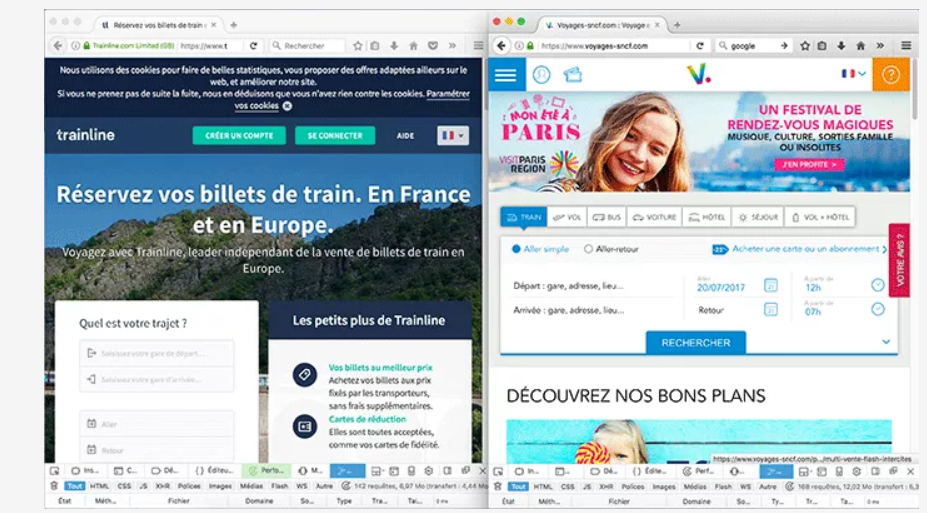 Réservez vos billets de train
Trainline.com Limited (GB)
https://www.t
Rechercher
Nous utilisons des cookies pour faire de belles statistiques, vous proposer des offres adaptées ailleurs sur le
web, et améliorer notre site.
Si vous ne prenez pas de suite la fuite, nous en déduisons que vous n'avez rien contre les cookies. Paramétrer
vos cookies
trainline
CRÉER UN COMPTE
SE CONNECTER
AIDE
Réservez vos billets de train. En France
et en Europe.
Voyagez avec Trainline, leader indépendant de la vente de billets de train en
Europe.
Quel est votre trajet ?
Saisissez votre gare de départ...
Saisissez votre gare d'arrivée...
Aller
Retour
Les petits plus de Trainline
Vos billets au meilleur prix
Achetez vos billets aux prix
fixés par les transporteurs,
sans frais supplémentaires.
Cartes de réduction
Elles sont toutes acceptées,
comme vos cartes de fidélité.
Ins... C... Dé... Éditeu... Perfo... M...
Tout HTML CSS JS XHR Polices Images Médias Flash WS Autre 142 requêtes, 6,97 Mo (transfert : 4,44 Mo
État Méth... Fichier Domaine So... Type Tra... Tai... 0 ms
Voyages-sncf.com : Voyage
https://www.voyages-sncf.com
google
V.
?
MON ÉTÉ À
PARIS
VISITPARIS
REGION
UN FESTIVAL DE
RENDEZ-VOUS MAGIQUES
MUSIQUE, CULTURE, SORTIES FAMILLE
OU INSOLITES
J'EN PROFITE >
TRAIN VOL BUS VOITURE HÔTEL SÉJOUR VOL + HÔTEL
Aller simple Aller-retour Acheter une carte ou un abonnement
VOTRE AVIS ?
Départ : gare, adresse, lieu...
Aller
20/07/2017
À partir de
12h
Arrivée : gare, adresse, lieu...
Retour
À partir de
07h
RECHERCHER
DÉCOUVREZ NOS BONS PLANS
https://www.voyages-sncf.com/p.../multi-vente-flash-intercites
In... C... Dé... Édite... Perf...
Tout HTML CSS JS XHR Polices Images Médias Flash WS Autre 168 requêtes, 12,02 Mo (transfert : 5,3
État Méth... Fichier Domaine So... Ty... Tr... Ta... 0 ms